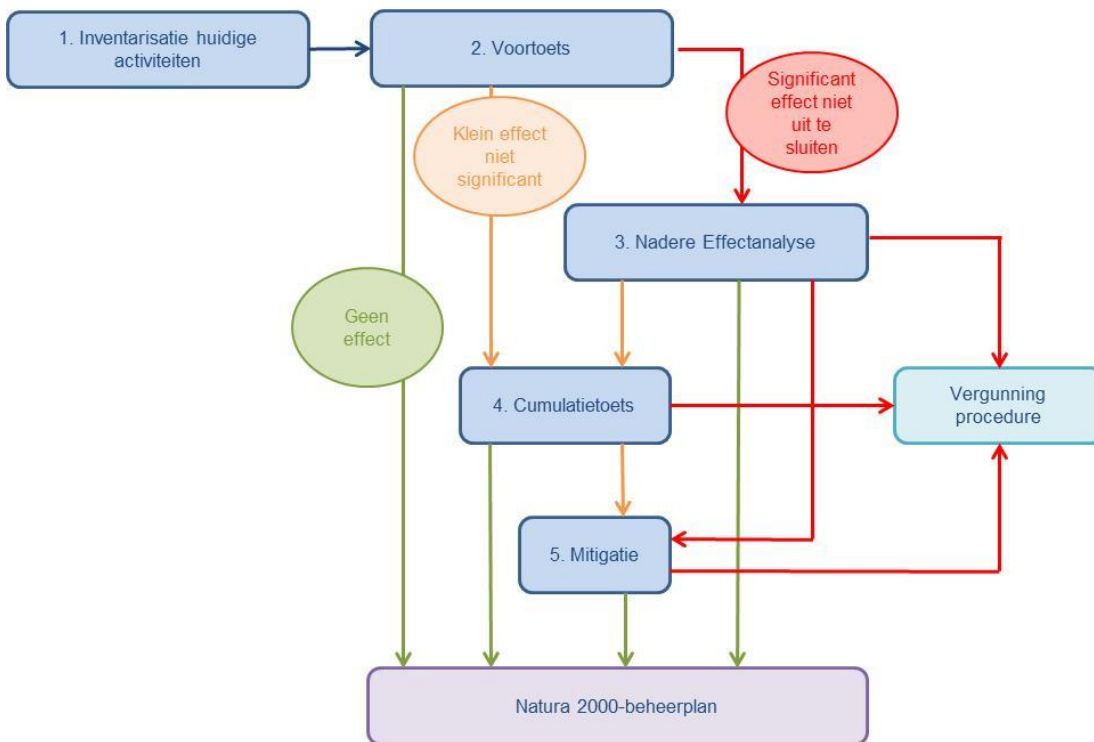 1. Inventarisatie huidige
activiteiten
2. Voortoets
Significant
effect niet
uit te
sluiten
Klein effect
niet
significant
3. Nadere Effectanalyse
Geen
effect
4. Cumulatietoets
Vergunning
procedure
5. Mitigatie
Natura 2000-beheerplan